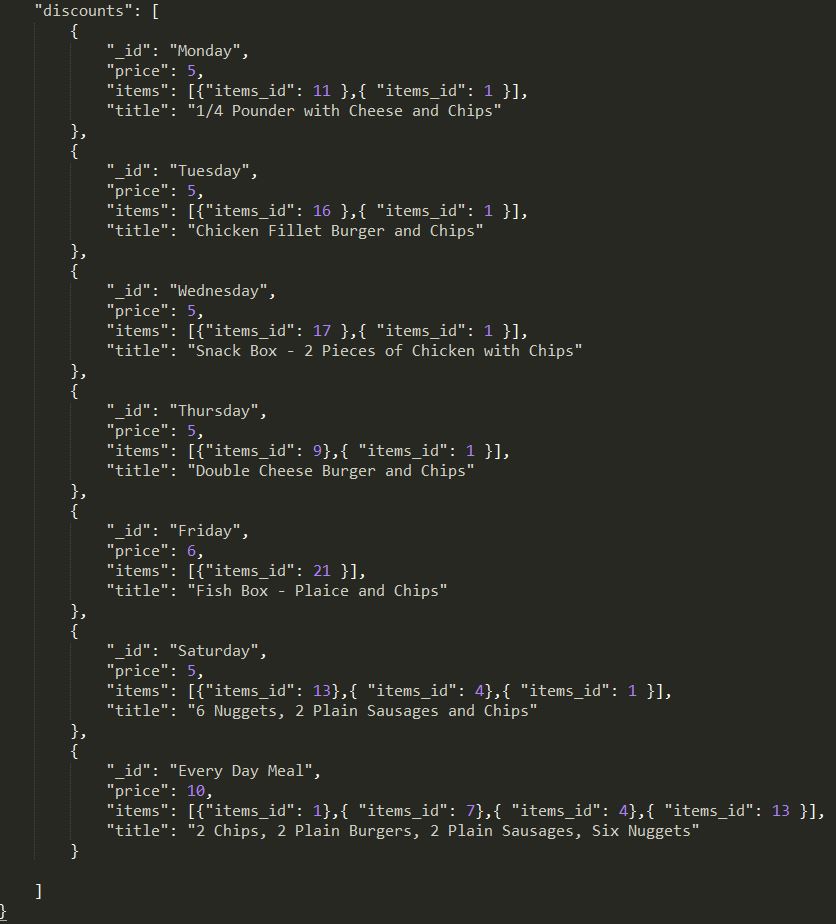 "discounts": [
{
"_id": "Monday",
"price": 5,
"items": [{"items_id": 11 },{ "items_id": 1 }],
"title": "1/4 Pounder with Cheese and Chips"
},
{
"_id": "Tuesday",
"price": 5,
"items": [{"items_id": 16 },{ "items_id": 1 }],
"title": "Chicken Fillet Burger and Chips"
},
{
"_id": "Wednesday",
"price": 5,
"items": [{"items_id": 17 },{ "items_id": 1 }],
"title": "Snack Box - 2 Pieces of Chicken with Chips"
},
{
"_id": "Thursday",
"price": 5,
"items": [{"items_id": 9},{ "items_id": 1 }],
"title": "Double Cheese Burger and Chips"
},
{
"_id": "Friday",
"price": 6,
"items": [{"items_id": 21 }],
"title": "Fish Box - Plaice and Chips"
},
{
"_id": "Saturday",
"price": 5,
"items": [{"items_id": 13},{ "items_id": 4},{ "items_id": 1 }],
"title": "6 Nuggets, 2 Plain Sausages and Chips"
},
{
"_id": "Every Day Meal",
"price": 10,
"items": [{"items_id": 1},{ "items_id": 7},{ "items_id": 4},{ "items_id": 13 }],
"title": "2 Chips, 2 Plain Burgers, 2 Plain Sausages, Six Nuggets"
}
]
}